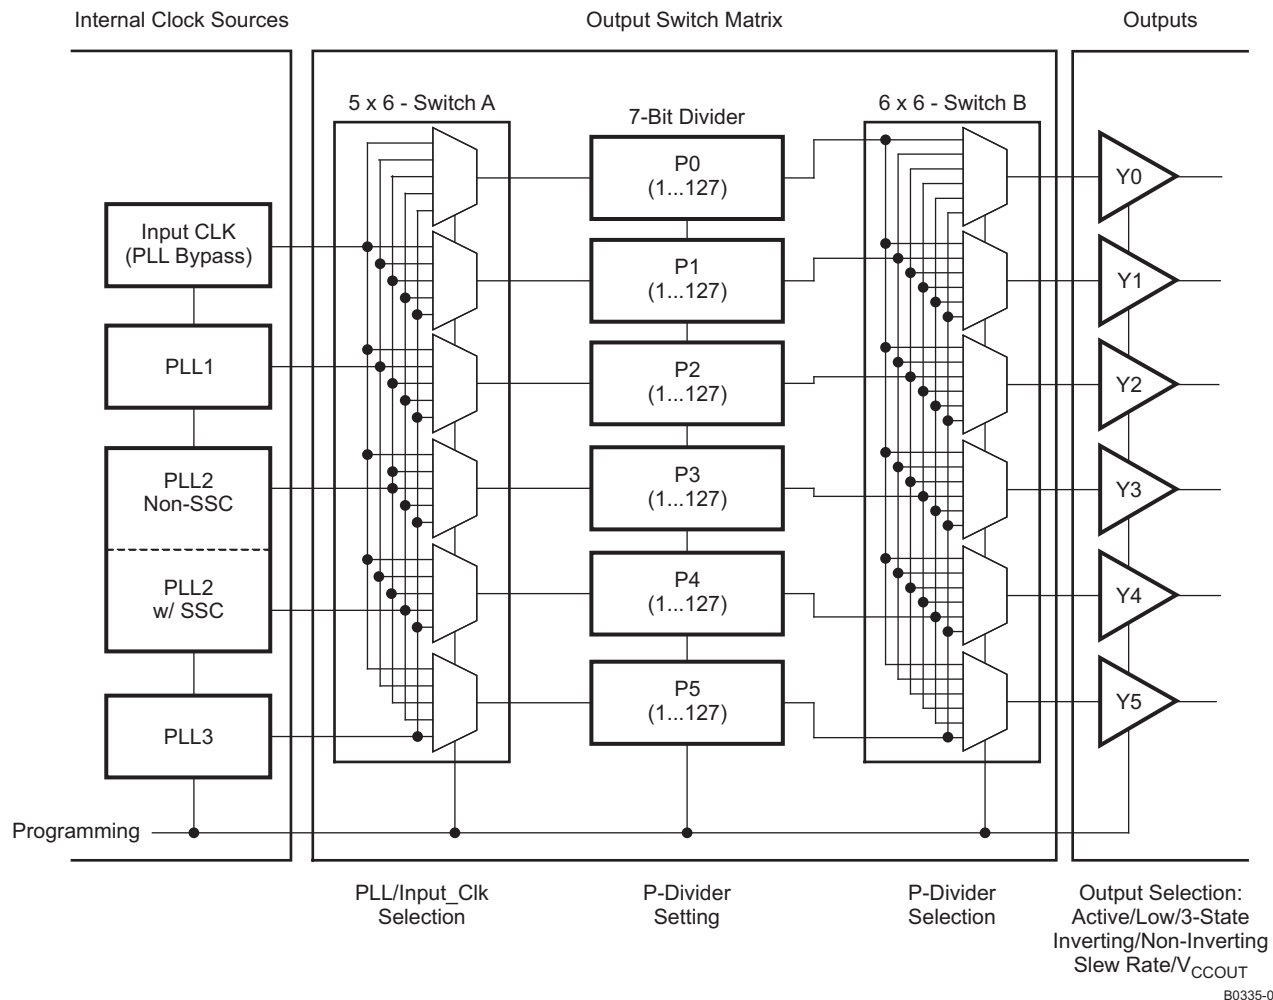 Internal Clock Sources
Output Switch Matrix
Outputs
5 x 6 - Switch A
7-Bit Divider
6 x 6 - Switch B
Input CLK
(PLL Bypass)
PLL1
PLL2
Non-SSC
PLL2
w/ SSC
PLL3
P0
(1...127)
P1
(1...127)
P2
(1...127)
P3
(1...127)
P4
(1...127)
P5
(1...127)
Y0
Y1
Y2
Y3
Y4
Y5
Programming
PLL/Input_Clk
Selection
P-Divider
Setting
P-Divider
Selection
Output Selection:
Active/Low/3-State
Inverting/Non-Inverting
Slew Rate/VCCOUT
B0335-0